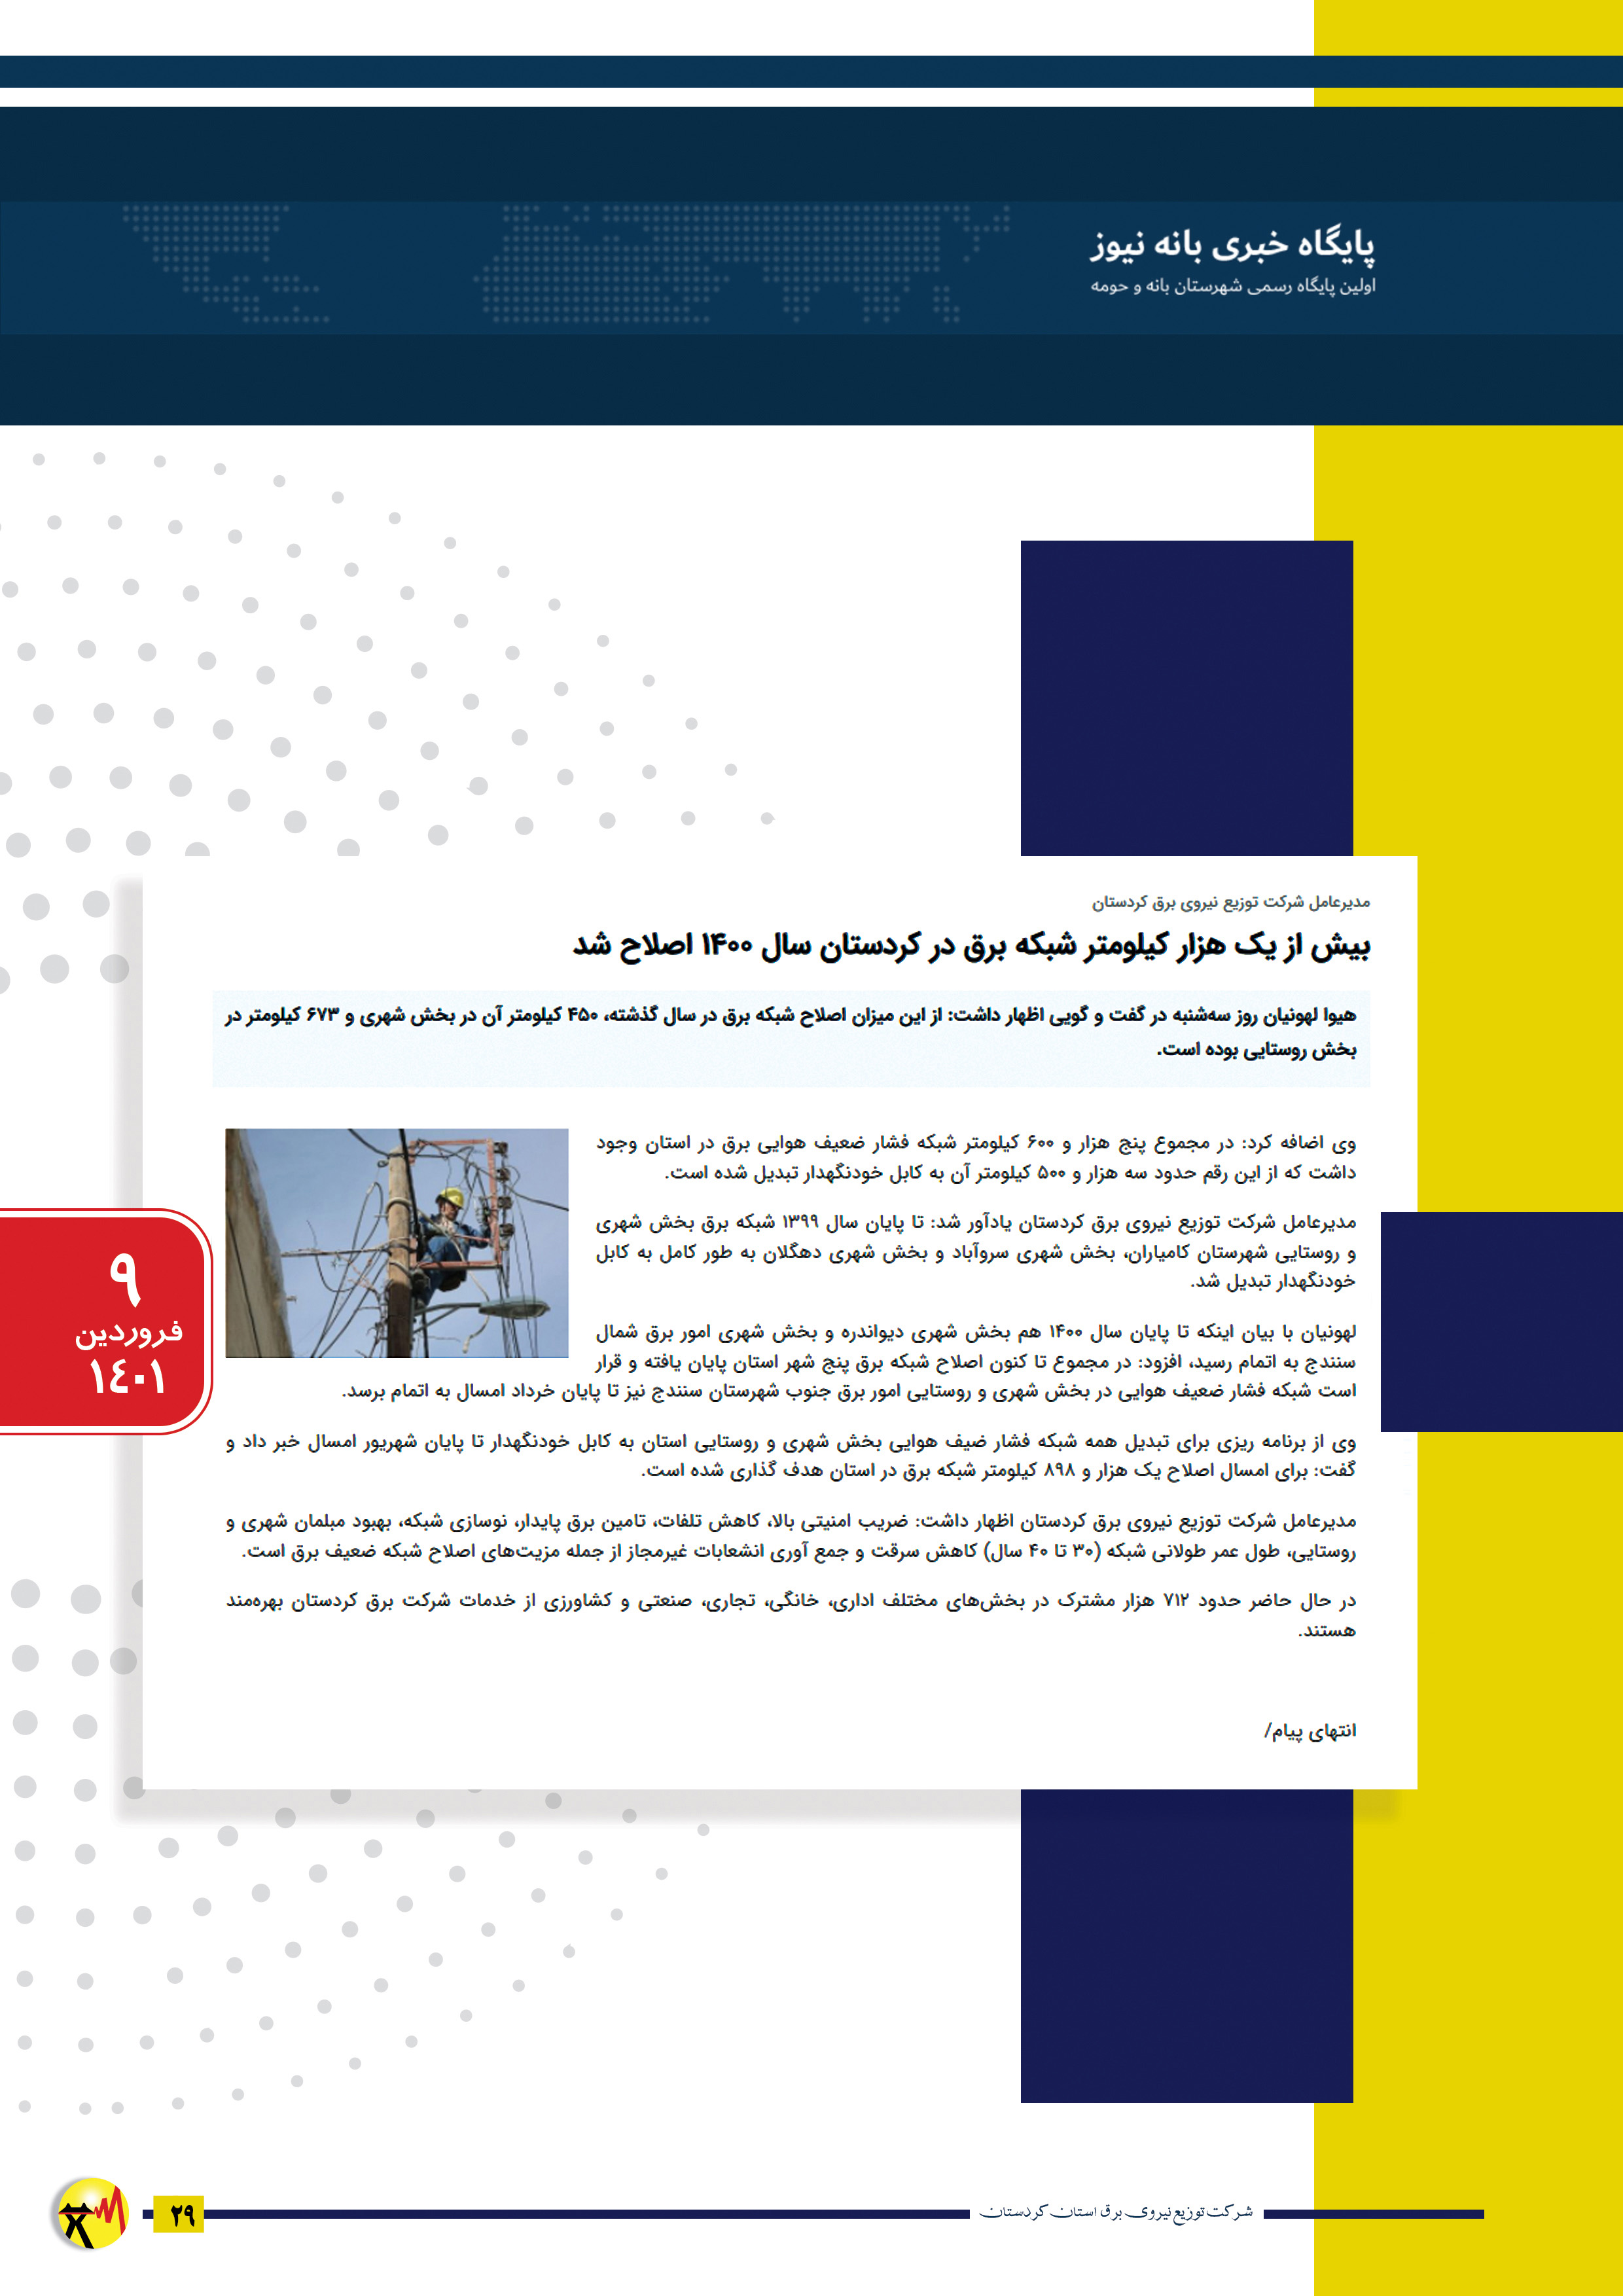 پایگاه خبری بانه نیوز
اولین پایگاه رسمی شهرستان بانه و حومه
مدیرعامل شرکت توزیع نیروی برق کردستان
بیش از یک هزار کیلومتر شبکه برق در کردستان سال ۱۴۰۰ اصلاح شد
هیوا لهونیان روز سه‌شنبه در گفت و گویی اظهار داشت: از این میزان اصلاح شبکه برق در سال گذشته، ۴۵۰ کیلومتر آن در بخش شهری و ۶۷۳ کیلومتر در
بخش روستایی بوده است.
وی اضافه کرد: در مجموع پنج هزار و ۶۰۰ کیلومتر شبکه فشار ضعیف هوایی برق در استان وجود
داشت که از این رقم حدود سه هزار و ۵۰۰ کیلومتر آن به کابل خودنگهدار تبدیل شده است.
مدیرعامل شرکت توزیع نیروی برق کردستان یادآور شد: تا پایان سال ۱۳۹۹ شبکه برق بخش شهری
و روستایی شهرستان کامیاران، بخش شهری سروآباد و بخش شهری دهگلان به طور کامل به کابل
خودنگهدار تبدیل شد.
لهونیان با بیان اینکه تا پایان سال ۱۴۰۰ هم بخش شهری دیواندره و بخش شهری امور برق شمال
سنندج به اتمام رسید، افزود: در مجموع تا کنون اصلاح شبکه برق پنج شهر استان پایان یافته و قرار
است شبکه فشار ضعیف هوایی در بخش شهری و روستایی امور برق جنوب شهرستان سنندج نیز تا پایان خرداد امسال به اتمام برسد.
وی از برنامه ریزی برای تبدیل همه شبکه فشار ضیف هوایی بخش شهری و روستایی استان به کابل خودنگهدار تا پایان شهریور امسال خبر داد و
گفت: برای امسال اصلاح یک هزار و ۸۹۸ کیلومتر شبکه برق در استان هدف گذاری شده است.
مدیرعامل شرکت توزیع نیروی برق کردستان اظهار داشت: ضریب امنیتی بالا، کاهش تلفات، تامین برق پایدار، نوسازی شبکه، بهبود مبلمان شهری و
روستایی، طول عمر طولانی شبکه (۳۰ تا ۴۰ سال) کاهش سرقت و جمع آوری انشعابات غیرمجاز از جمله مزیت‌های اصلاح شبکه ضعیف برق است.
در حال حاضر حدود ۷۱۲ هزار مشترک در بخش‌های مختلف اداری، خانگی، تجاری، صنعتی و کشاورزی از خدمات شرکت برق کردستان بهره‌مند
هستند.
انتهای پیام/
۹
فروردین
۱۴۰۱
شرکت توزیع نیروی برق استان کردستان
۲۹